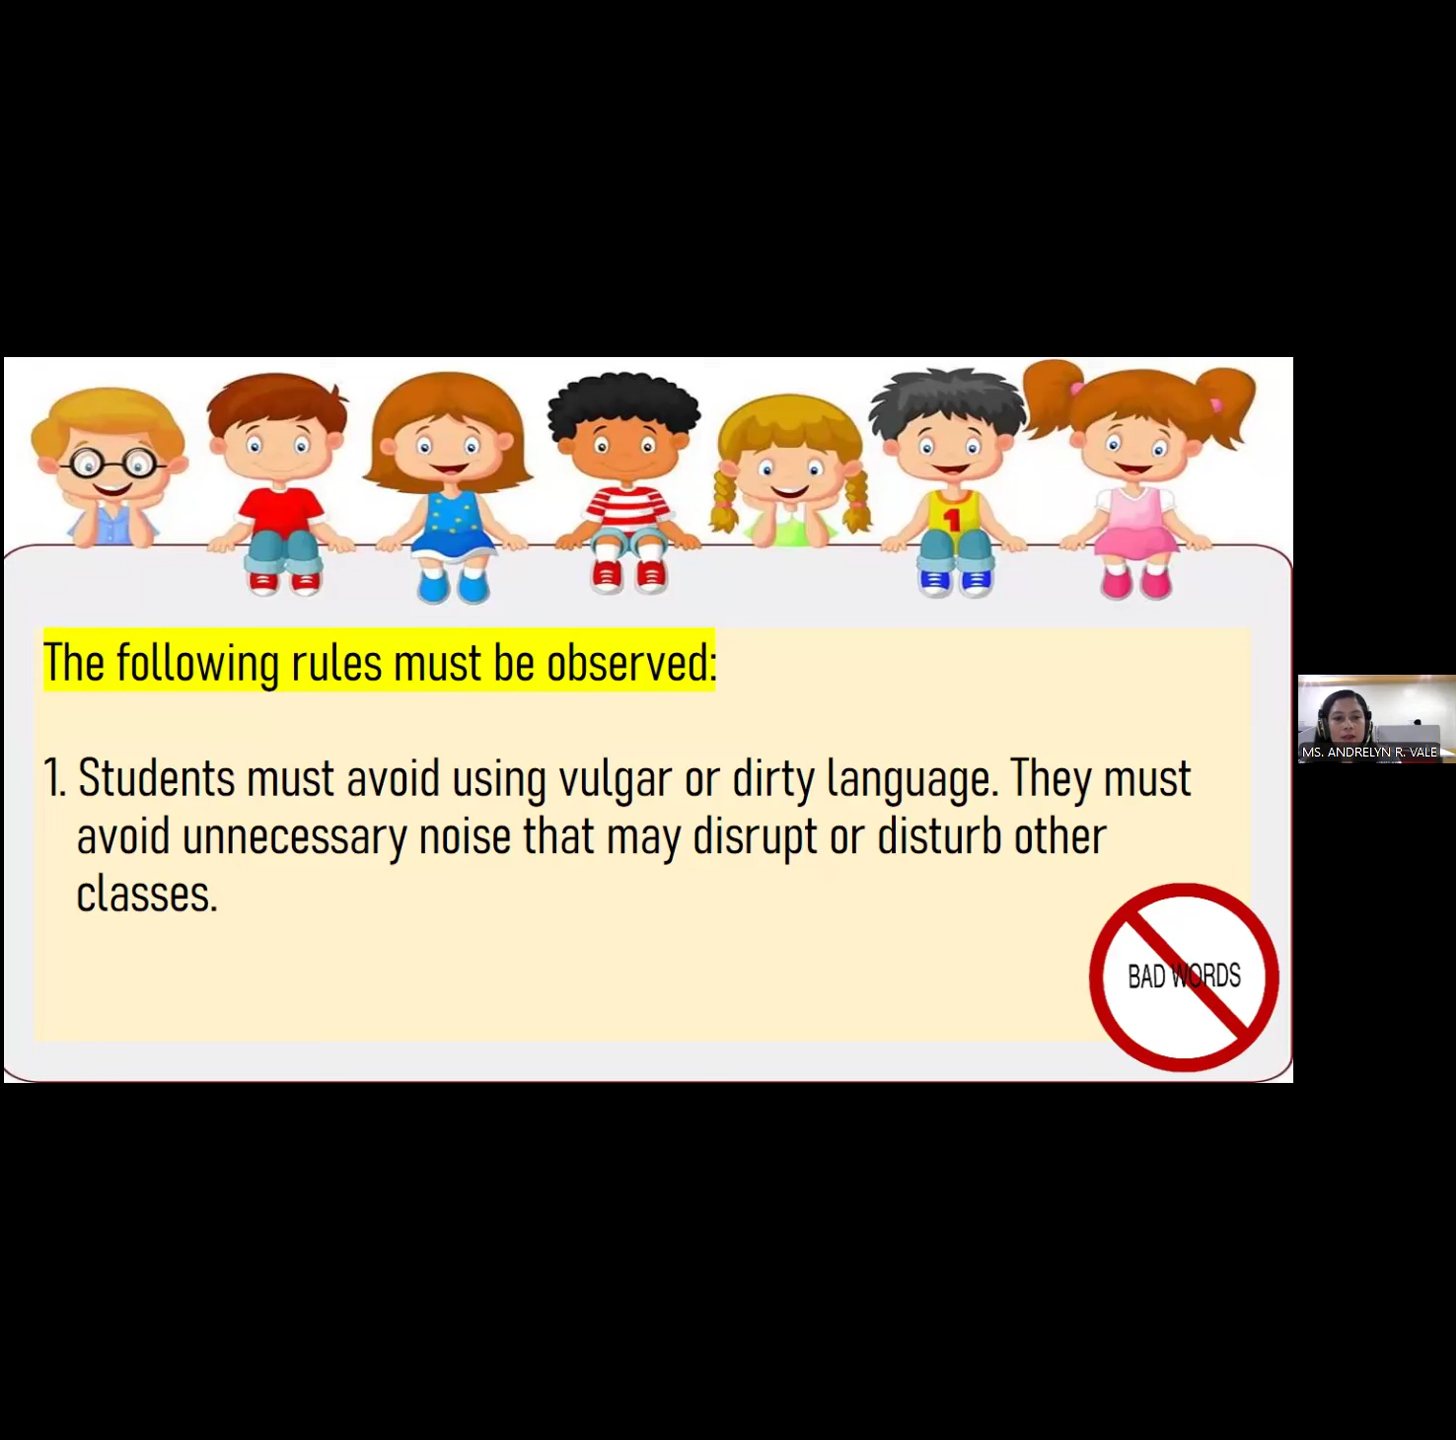 The following rules must be observed:
1. Students must avoid using vulgar or dirty language. They must
avoid unnecessary noise that may disrupt or disturb other
classes.
BAD WORDS
MS. ANDRELYN R. VALE